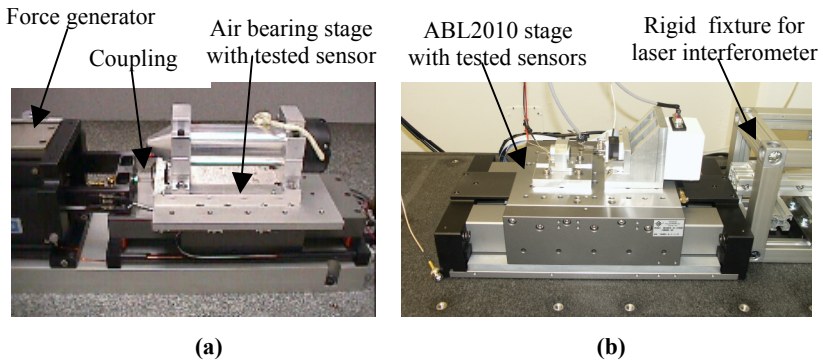 Force generator
Coupling
Air bearing stage
with tested sensor
ABL2010 stage
with tested sensors
Rigid fixture for
laser interferometer
(a)
(b)